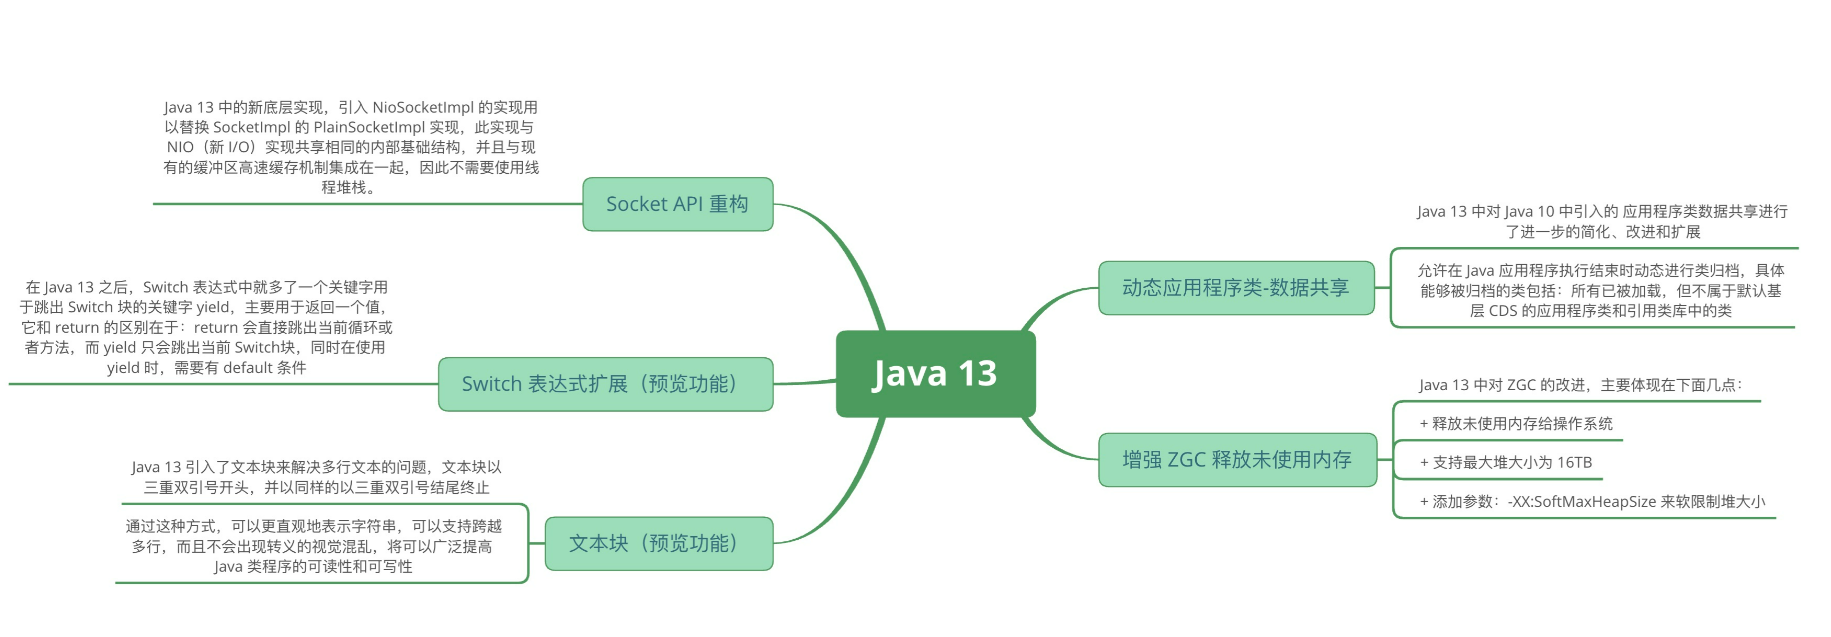 Java 13 中的新底层实现，引入 NioSocketImpl 的实现用
以替换 SocketImpl 的 PlainSocketImpl 实现，此实现与
NIO（新 I/O）实现共享相同的内部基础结构，并且与现
有的缓冲区高速缓存机制集成在一起，因此不需要使用线
程堆栈。
Socket API 重构
在 Java 13 之后，Switch 表达式中就多了一个关键字用
于跳出 Switch 块的关键字 yield，主要用于返回一个值，
它和 return 的区别在于：return 会直接跳出当前循环或
者方法，而 yield 只会跳出当前 Switch块，同时在使用
yield 时，需要有 default 条件
Switch 表达式扩展（预览功能）
Java 13 引入了文本块来解决多行文本的问题，文本块以
三重双引号开头，并以同样的以三重双引号结尾终止
通过这种方式，可以更直观地表示字符串，可以支持跨越
多行，而且不会出现转义的视觉混乱，将可以广泛提高
Java 类程序的可读性和可写性
文本块（预览功能）
Java 13
动态应用程序类-数据共享
Java 13 中对 Java 10 中引入的 应用程序类数据共享进行
了进一步的简化、改进和扩展
允许在 Java 应用程序执行结束时动态进行类归档，具体
能够被归档的类包括：所有已被加载，但不属于默认基
层 CDS 的应用程序类和引用类库中的类
增强 ZGC 释放未使用内存
Java 13 中对 ZGC 的改进，主要体现在下面几点：
+ 释放未使用内存给操作系统
+ 支持最大堆大小为 16TB
+ 添加参数：-XX:SoftMaxHeapSize 来软限制堆大小